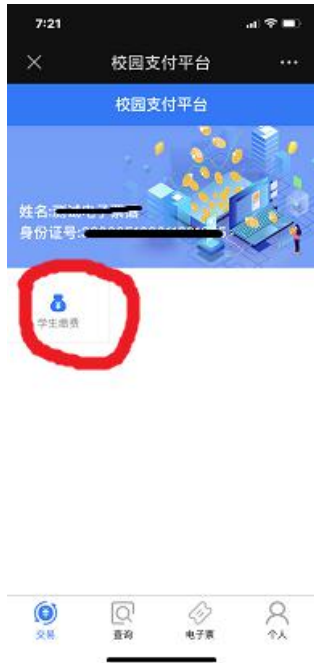 7:21
校园支付平台
校园支付平台
姓名:
身份证号:
学生缴费
交易
查询
电子票
个人